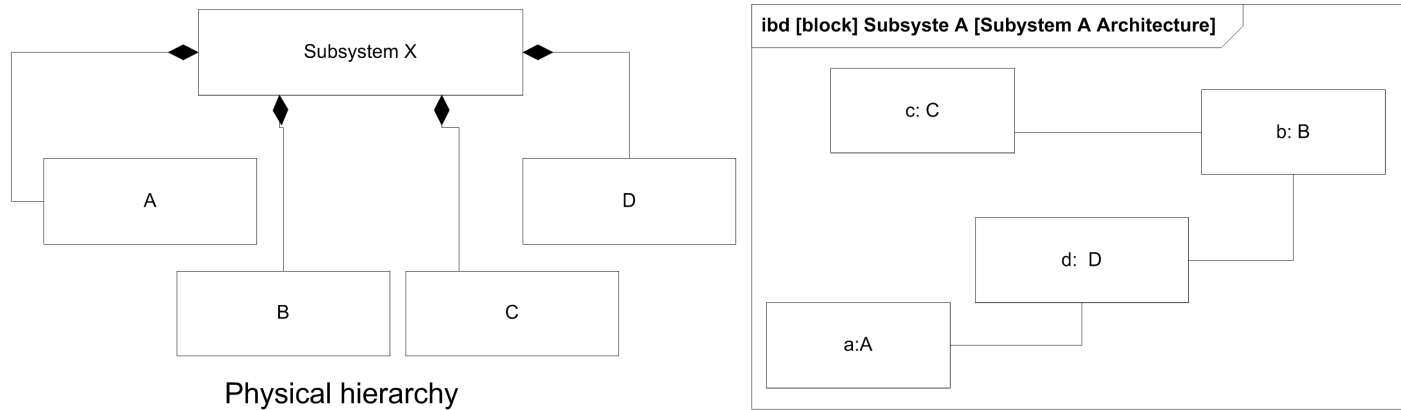 Subsystem X
A
D
B
C
Physical hierarchy
ibd [block] Subsyste A [Subystem A Architecture]
c: C
b: B
d:  D
a:A